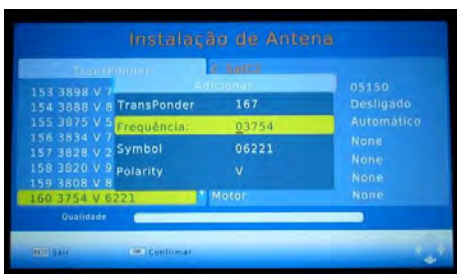 Instalação de Antena
TransPonder
Adicionar
153 3898 V 7
154 3888 V 8
155 3875 V 5
156 3834 V 7
157 3828 V 2
158 3820 V 9
159 3808 V 8
160 3754 V 6221
TransPonder 167
Frequência: 03754
Symbol 06221
Polarity V
05150
Desligado
Automático
None
None
None
Motor None
Qualidade
EXIT Sair
Confirmar